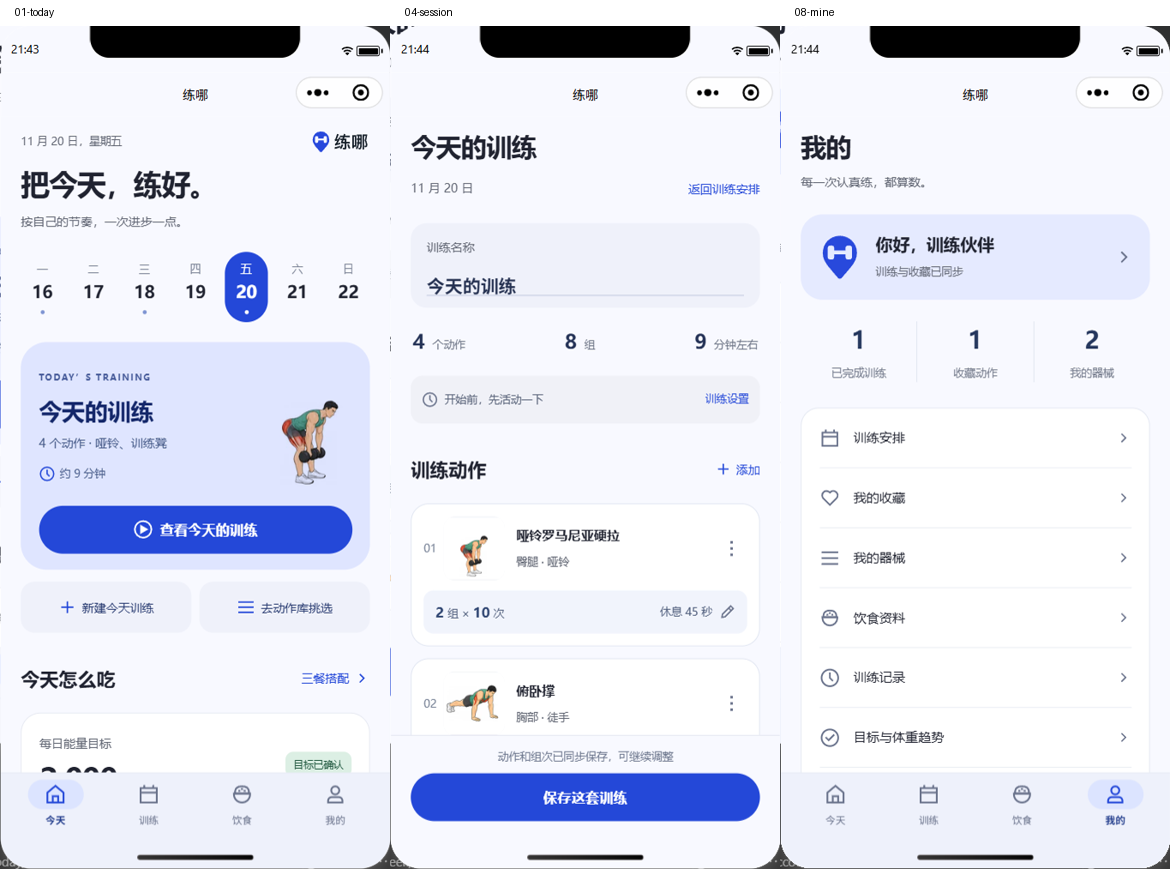 01-today
21:43
练哪
11 月 20 日，星期五
练哪
把今天，练好。
按自己的节奏，一次进步一点。
一 二 三 四 五 六 日
16 17 18 19 20 21 22
TODAY'S TRAINING
今天的训练
4 个动作 · 哑铃、训练凳
约 9 分钟
查看今天的训练
新建今天训练
去动作库挑选
今天怎么吃
三餐搭配
每日能量目标
目标已确认
今天 训练 饮食 我的
04-session
21:44
练哪
今天的训练
11 月 20 日
返回训练安排
训练名称
今天的训练
4 个动作
8 组
9 分钟左右
开始前，先活动一下
训练设置
训练动作
添加
01
哑铃罗马尼亚硬拉
臀腿 · 哑铃
2 组 × 10 次
休息 45 秒
02
俯卧撑
胸部 · 徒手
动作和组次已同步保存，可继续调整
保存这套训练
08-mine
21:44
练哪
我的
每一次认真练，都算数。
你好，训练伙伴
训练与收藏已同步
1 1 2
已完成训练 收藏动作 我的器械
训练安排
我的收藏
我的器械
饮食资料
训练记录
目标与体重趋势
今天 训练 饮食 我的